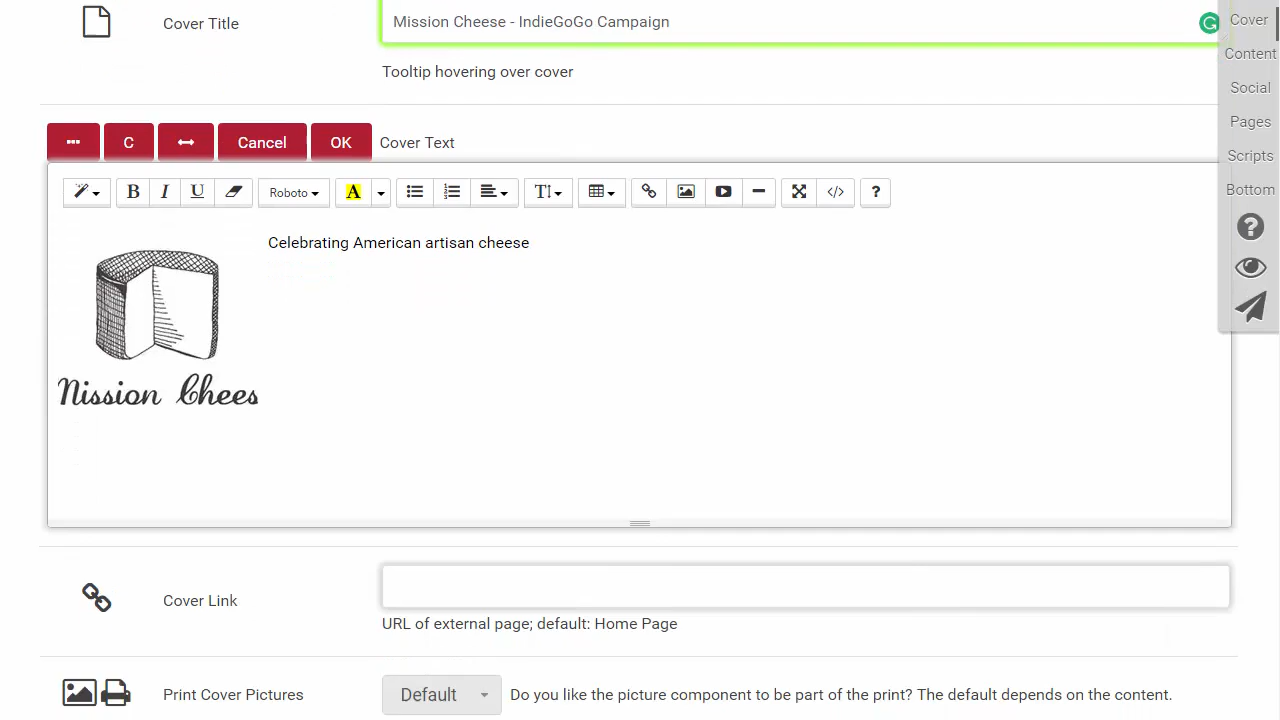 Cover Title
Mission Cheese - IndieGoGo Campaign
Tooltip hovering over cover
C
Cancel
OK
Cover Text
B I U
Roboto
A
T
</>
?
Celebrating American artisan cheese
Nission Chees
Cover Link
URL of external page; default: Home Page
Print Cover Pictures
Default
Do you like the picture component to be part of the print? The default depends on the content.
Cover
Content
Social
Pages
Scripts
Bottom
?